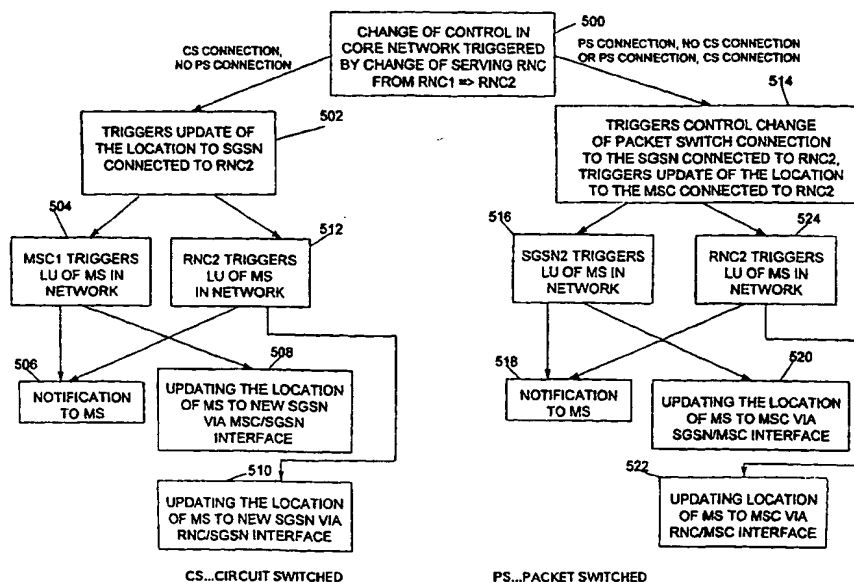 500
CHANGE OF CONTROL IN
CORE NETWORK TRIGGERED
BY CHANGE OF SERVING RNC
FROM RNC1 => RNC2
CS CONNECTION,
NO PS CONNECTION
PS CONNECTION, NO CS CONNECTION
OR PS CONNECTION, CS CONNECTION
502
TRIGGERS UPDATE OF
THE LOCATION TO SGSN
CONNECTED TO RNC2
514
TRIGGERS CONTROL CHANGE
OF PACKET SWITCH CONNECTION
TO THE SGSN CONNECTED TO RNC2,
TRIGGERS UPDATE OF THE LOCATION
TO THE MSC CONNECTED TO RNC2
504
MSC1 TRIGGERS
LU OF MS IN
NETWORK
512
RNC2 TRIGGERS
LU OF MS
IN NETWORK
516
SGSN2 TRIGGERS
LU OF MS IN
NETWORK
524
RNC2 TRIGGERS
LU OF MS IN
NETWORK
506
NOTIFICATION
TO MS
508
UPDATING THE LOCATION
OF MS TO NEW SGSN
VIA MSC/SGSN
INTERFACE
518
NOTIFICATION
TO MS
520
UPDATING THE LOCATION
OF MS TO MSC VIA
SGSN/MSC INTERFACE
510
UPDATING THE LOCATION
OF MS TO NEW SGSN VIA
RNC/SGSN INTERFACE
522
UPDATING LOCATION
OF MS TO MSC VIA
RNC/MSC INTERFACE
CS...CIRCUIT SWITCHED
PS...PACKET SWITCHED